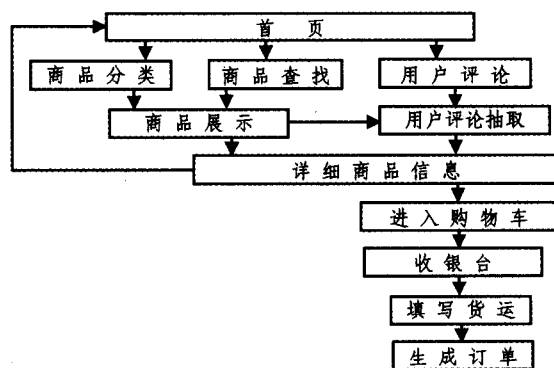 首页
商品分类 商品查找 用户评论
商品展示 用户评论抽取
详细商品信息
进入购物车
收银台
填写货运
生成订单